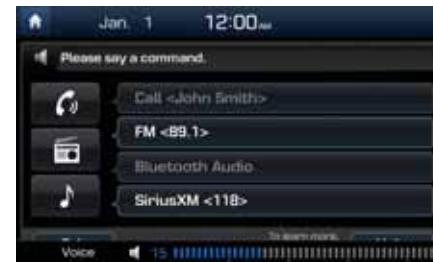 Jan. 1 12:00 AM
Please say a command.
Call <John Smith>
FM <89.1>
Bluetooth Audio
SiriusXM <118>
To learn more,
Voice 15